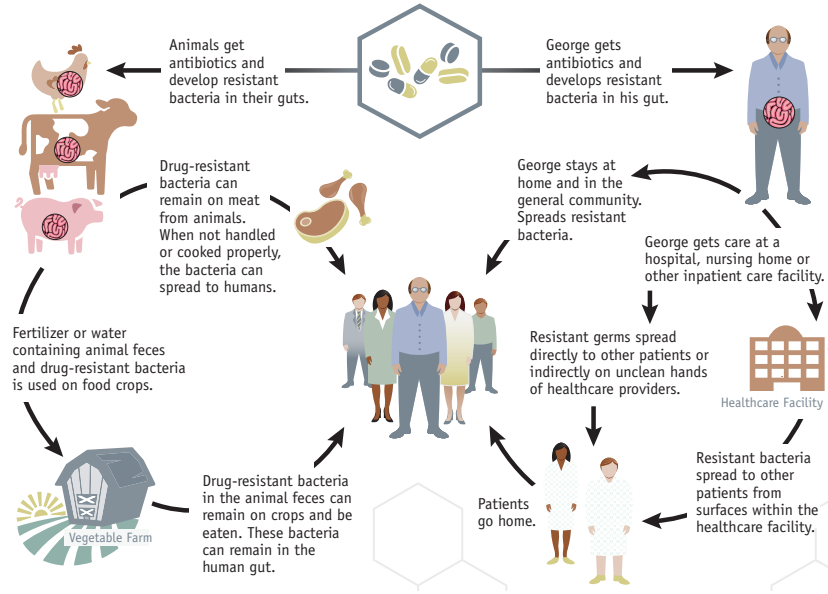 Animals get
antibiotics and
develop resistant
bacteria in their guts.
George gets
antibiotics and
develops resistant
bacteria in his gut.
Drug-resistant
bacteria can
remain on meat
from animals.
When not handled
or cooked properly,
the bacteria can
spread to humans.
George stays at
home and in the
general community.
Spreads resistant
bacteria.
George gets care at a
hospital, nursing home or
other inpatient care facility.
Fertilizer or water
containing animal feces
and drug-resistant bacteria
is used on food crops.
Resistant germs spread
directly to other patients or
indirectly on unclean hands
of healthcare providers.
Healthcare Facility
Vegetable Farm
Drug-resistant bacteria
in the animal feces can
remain on crops and be
eaten. These bacteria
can remain in the
human gut.
Patients
go home.
Resistant bacteria
spread to other
patients from
surfaces within the
healthcare facility.